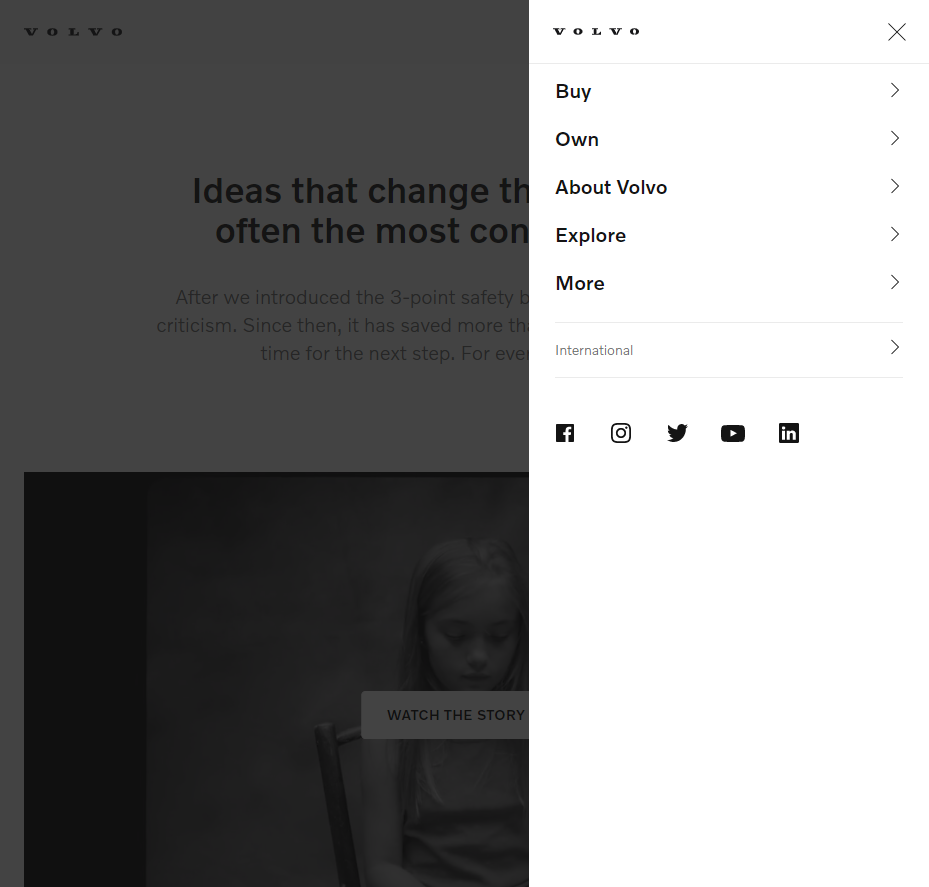 VOLVO
Ideas that change th
often the most con
After we introduced the 3-point safety b
criticism. Since then, it has saved more tha
time for the next step. For ever
WATCH THE STORY
VOLVO
Buy
Own
About Volvo
Explore
More
International